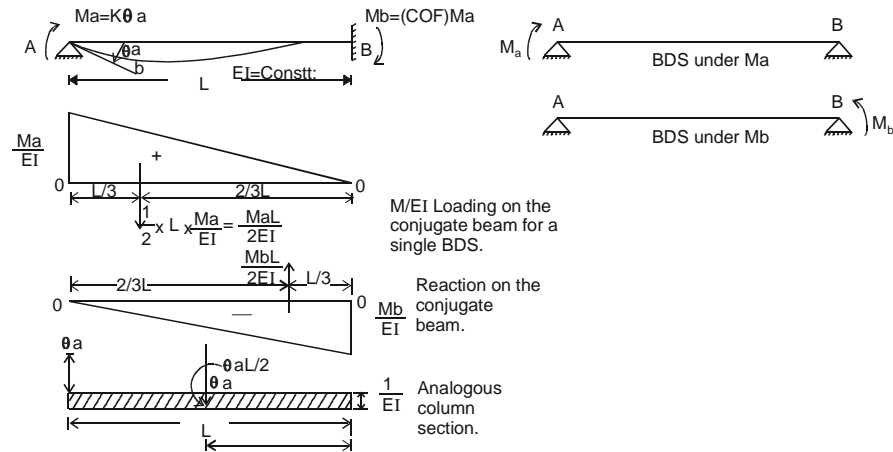 Ma=Kθa
Mb=(COF)Ma
A
θa
b
B
L
EI=Constt:
Ma
EI
+
0
0
L/3
2/3L
1/2 x L x Ma/EI = MaL/2EI
M/EI Loading on the
conjugate beam for a
single BDS.
MbL
2EI
2/3L
L/3
0
0
—
Mb
EI
Reaction on the
conjugate
beam.
θa
θaL/2
θa
1
EI
Analogous
column
section.
L
A
B
Ma
BDS under Ma
A
B
Mb
BDS under Mb